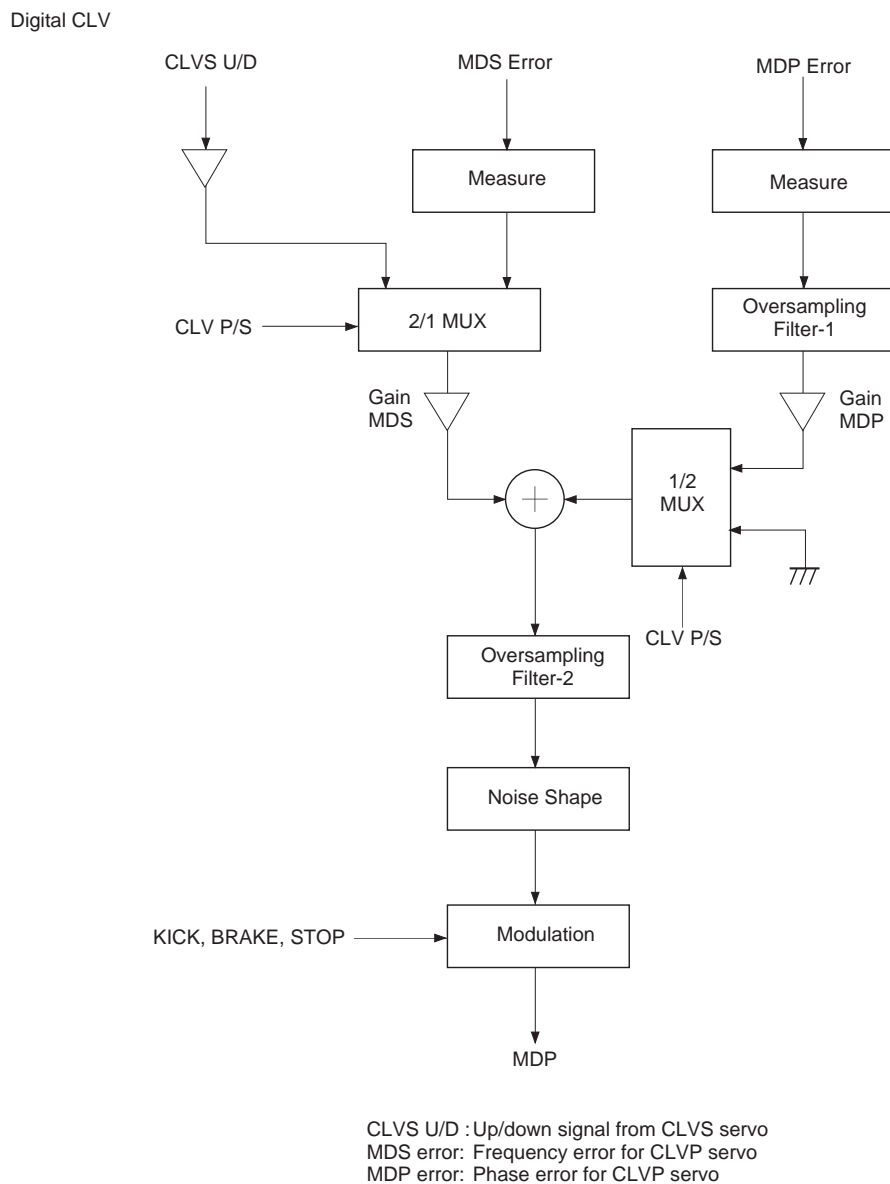 Digital CLV
CLVS U/D
MDS Error
MDP Error
Measure
Measure
2/1 MUX
Oversampling
Filter-1
CLV P/S
Gain
MDS
Gain
MDP
1/2
MUX
CLV P/S
Oversampling
Filter-2
Noise Shape
KICK, BRAKE, STOP
Modulation
MDP
CLVS U/D : Up/down signal from CLVS servo
MDS error: Frequency error for CLVP servo
MDP error: Phase error for CLVP servo